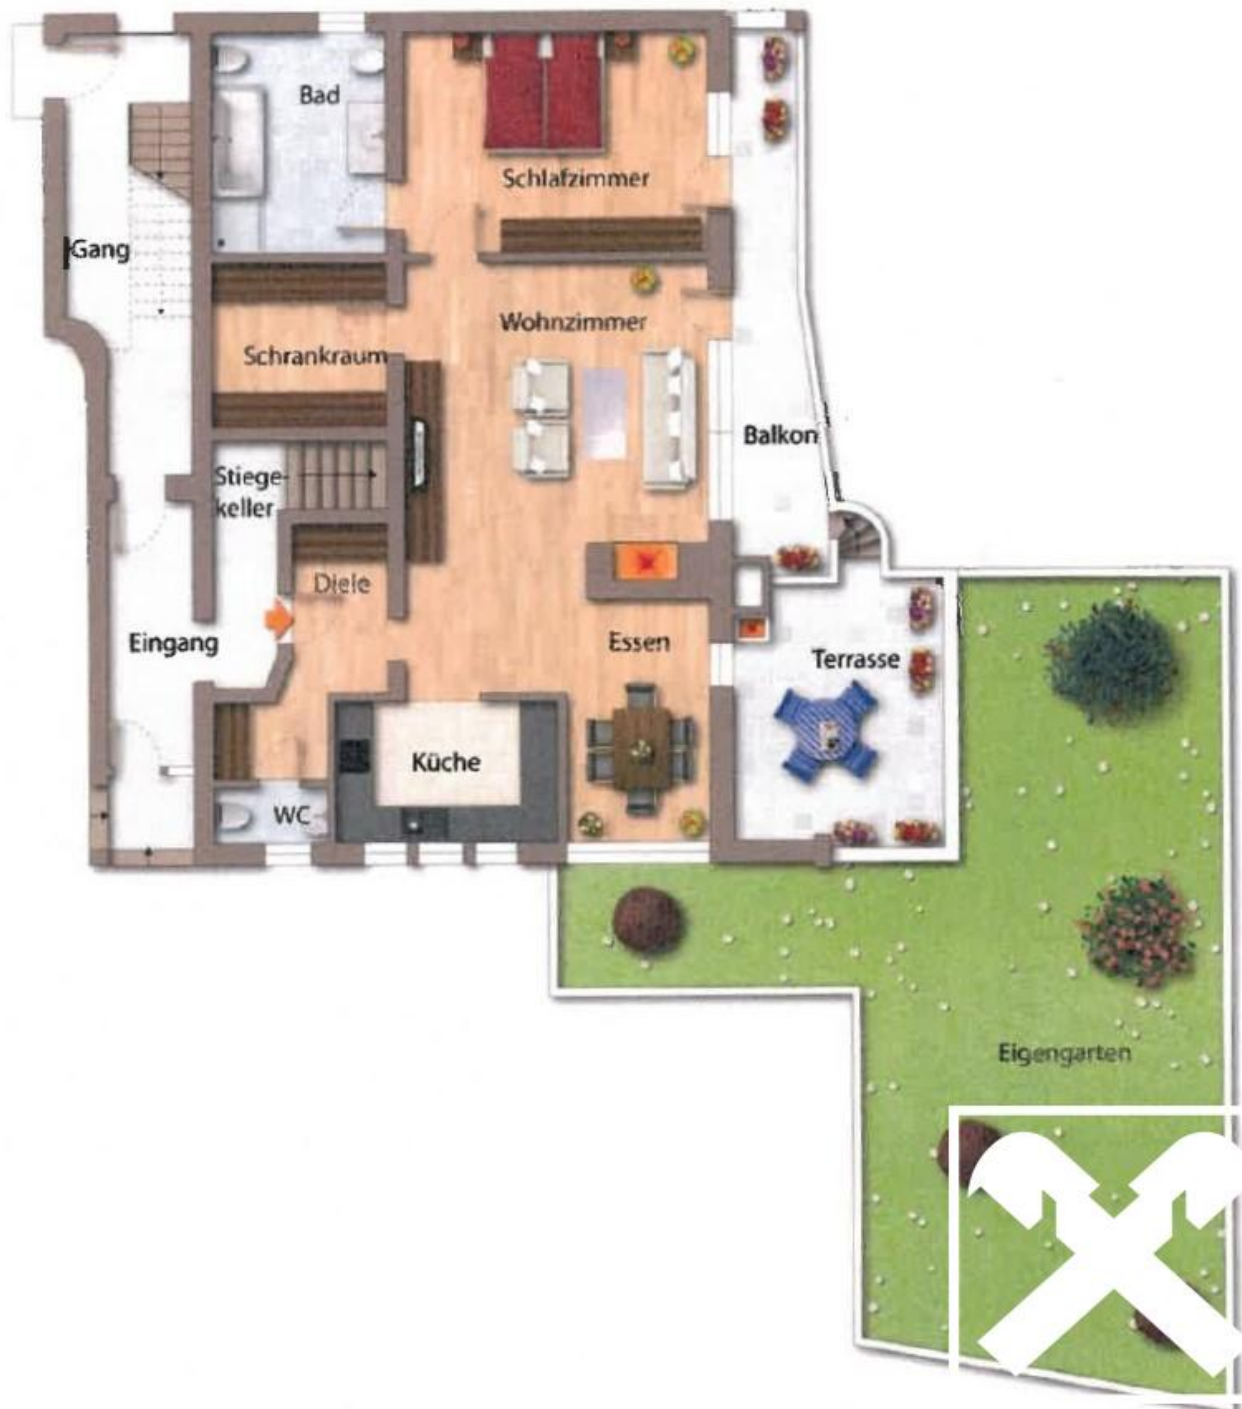 Bad
Schlafzimmer
Gang
Wohnzimmer
Schrankraum
Balkon
Stiege-
keller
Diele
Eingang
Essen
Terrasse
Küche
WC
Eigengarten